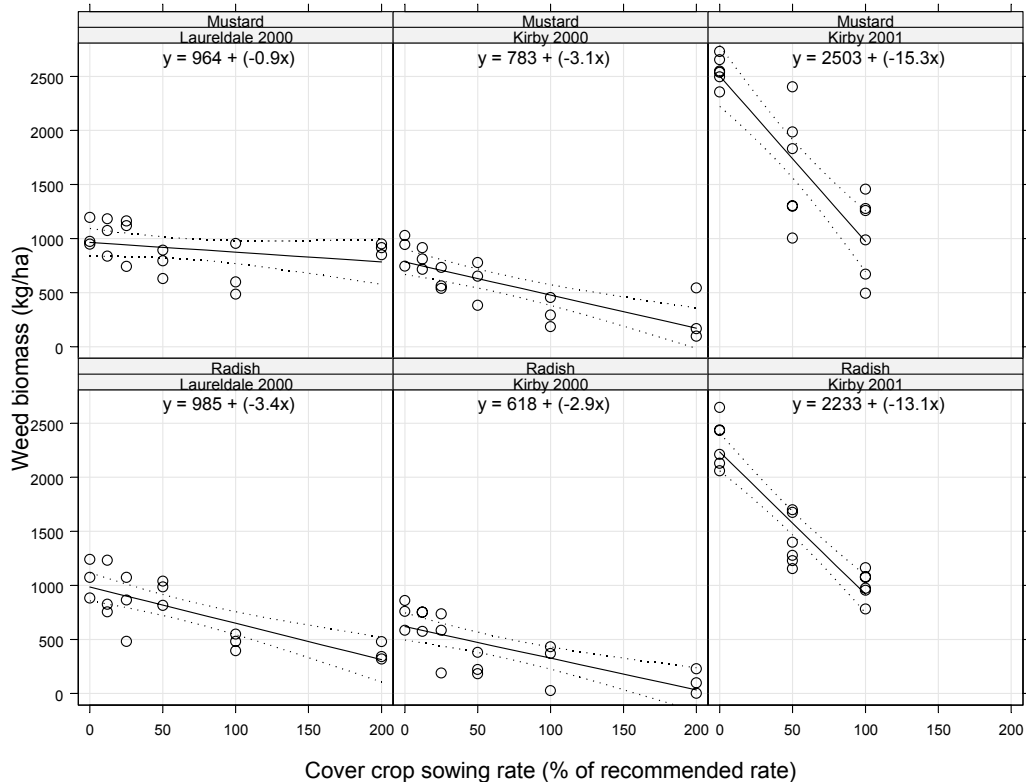 Mustard Mustard Mustard
Laureldale 2000 Kirby 2000 Kirby 2001
y = 964 + (-0.9x) y = 783 + (-3.1x) y = 2503 + (-15.3x)
2500
2000
1500
1000
500
0
Weed biomass (kg/ha)
Radish Radish Radish
Laureldale 2000 Kirby 2000 Kirby 2001
y = 985 + (-3.4x) y = 618 + (-2.9x) y = 2233 + (-13.1x)
2500
2000
1500
1000
500
0
0 50 100 150 200 0 50 100 150 200 0 50 100 150 200
Cover crop sowing rate (% of recommended rate)